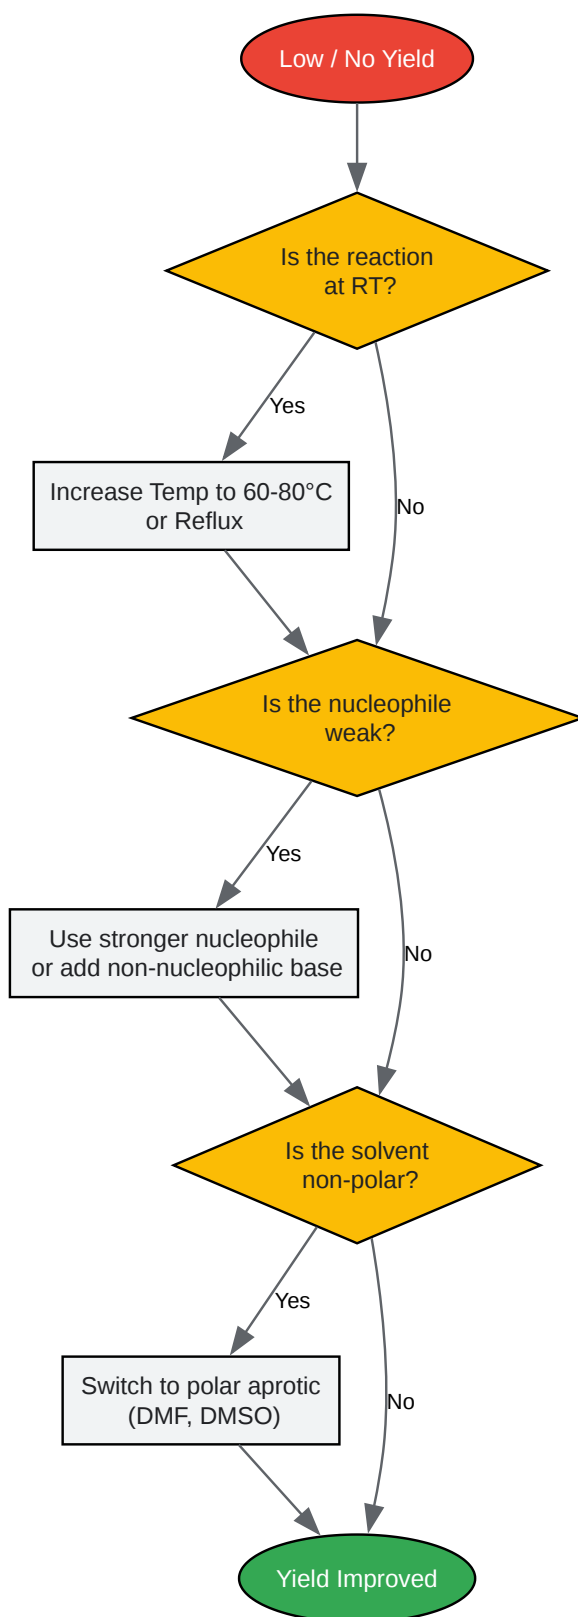 Low / No Yield
Is the reaction
at RT?
Yes
Increase Temp to 60-80°C
or Reflux
No
Is the nucleophile
weak?
Yes
Use stronger nucleophile
or add non-nucleophilic base
No
Is the solvent
non-polar?
Yes
Switch to polar aprotic
(DMF, DMSO)
No
Yield Improved